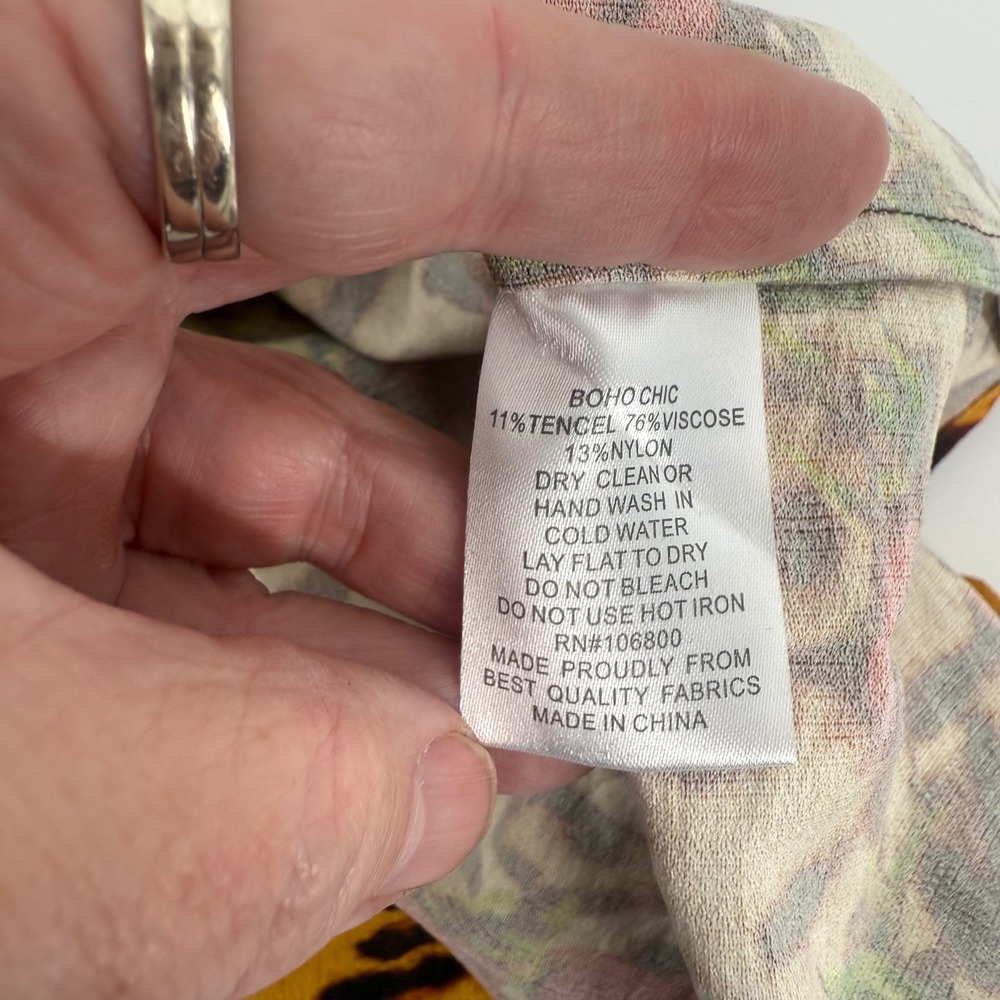 BOHO CHIC
11%TENCEL 76%VISCOSE
13%NYLON
DRY CLEAN OR
HAND WASH IN
COLD WATER
LAY FLAT TO DRY
DO NOT BLEACH
DO NOT USE HOT IRON
RN#106800
MADE PROUDLY FROM
BEST QUALITY FABRICS
MADE IN CHINA